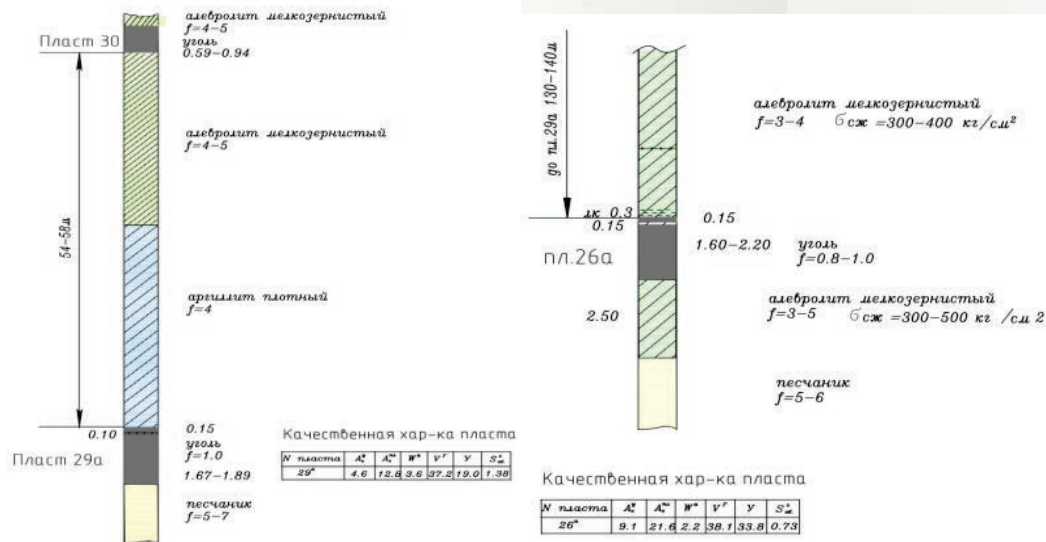 алевролит мелкозернистый
f=4-5
Пласт 30
уголь
0.59-0.94
алевролит мелкозернистый
f=4-5
54-58м
аргиллит плотный
f=4
0.10
0.15
уголь
f=1.0
Пласт 29а
1.67-1.89
песчаник
f=5-7
Качественная хар-ка пласта
N пласта
29ª 4.6 12.8 3.6 37.2 19.0 1.38
до пл.29а 130-140м
алевролит мелкозернистый
f=3-4 бсж =300-400 кг/см²
лк 0.3
0.15
0.15
пл.26а
1.60-2.20
уголь
f=0.8-1.0
2.50
алевролит мелкозернистый
f=3-5 бсж =300-500 кг /см 2
песчаник
f=5-6
Качественная хар-ка пласта
N пласта
26ª 9.1 21.6 2.2 38.1 33.8 0.73